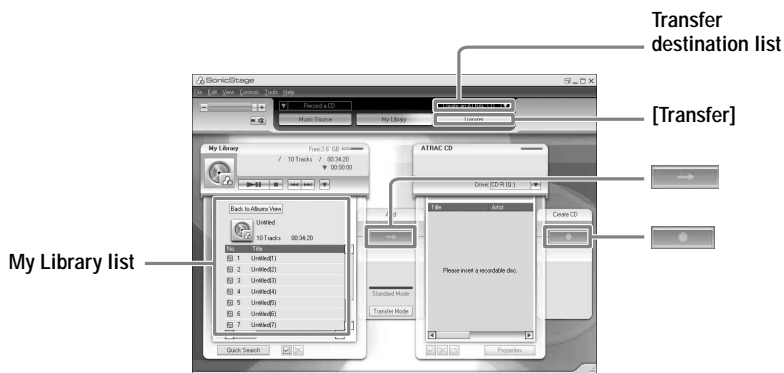 Transfer
destination list
SonicStage
File Edit View Controls Tools Help
Record a CD
Create an ATRAC CD
Music Source
My Library
Transfer
[Transfer]
My Library
Free:2.6 GB
/ 10 Tracks / 00:34:20
00:00:00
ATRAC CD
Drive: CD-R (Q:)
Back to Albums View
Untitled
10 Tracks 00:34:20
Add
Title Artist
Create CD
My Library list
No. Title
1 Untitled(1)
2 Untitled(2)
3 Untitled(3)
4 Untitled(4)
5 Untitled(5)
6 Untitled(6)
7 Untitled(7)
Please insert a recordable disc.
Standard Mode
Transfer Mode
Quick Search
Properties